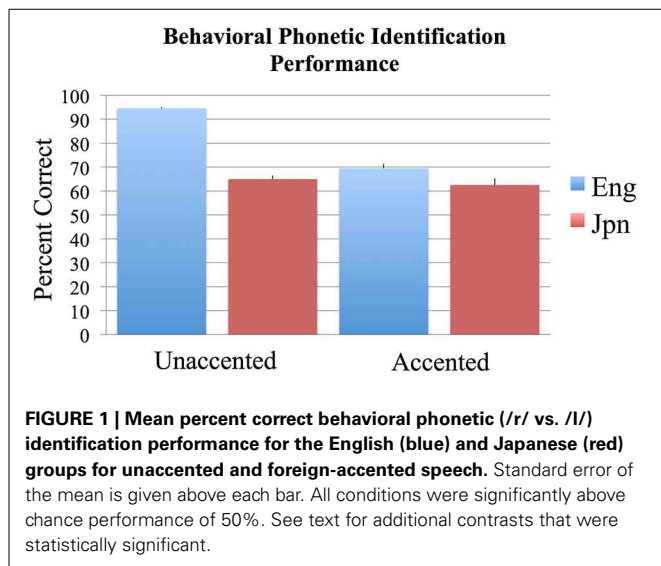 Behavioral Phonetic Identification
Performance
100
90
80
70
60
50
40
30
20
10
0
Percent Correct
Unaccented
Accented
Eng
Jpn
FIGURE 1 | Mean percent correct behavioral phonetic (/r/ vs. /l/)
identification performance for the English (blue) and Japanese (red)
groups for unaccented and foreign-accented speech. Standard error of
the mean is given above each bar. All conditions were significantly above
chance performance of 50%. See text for additional contrasts that were
statistically significant.